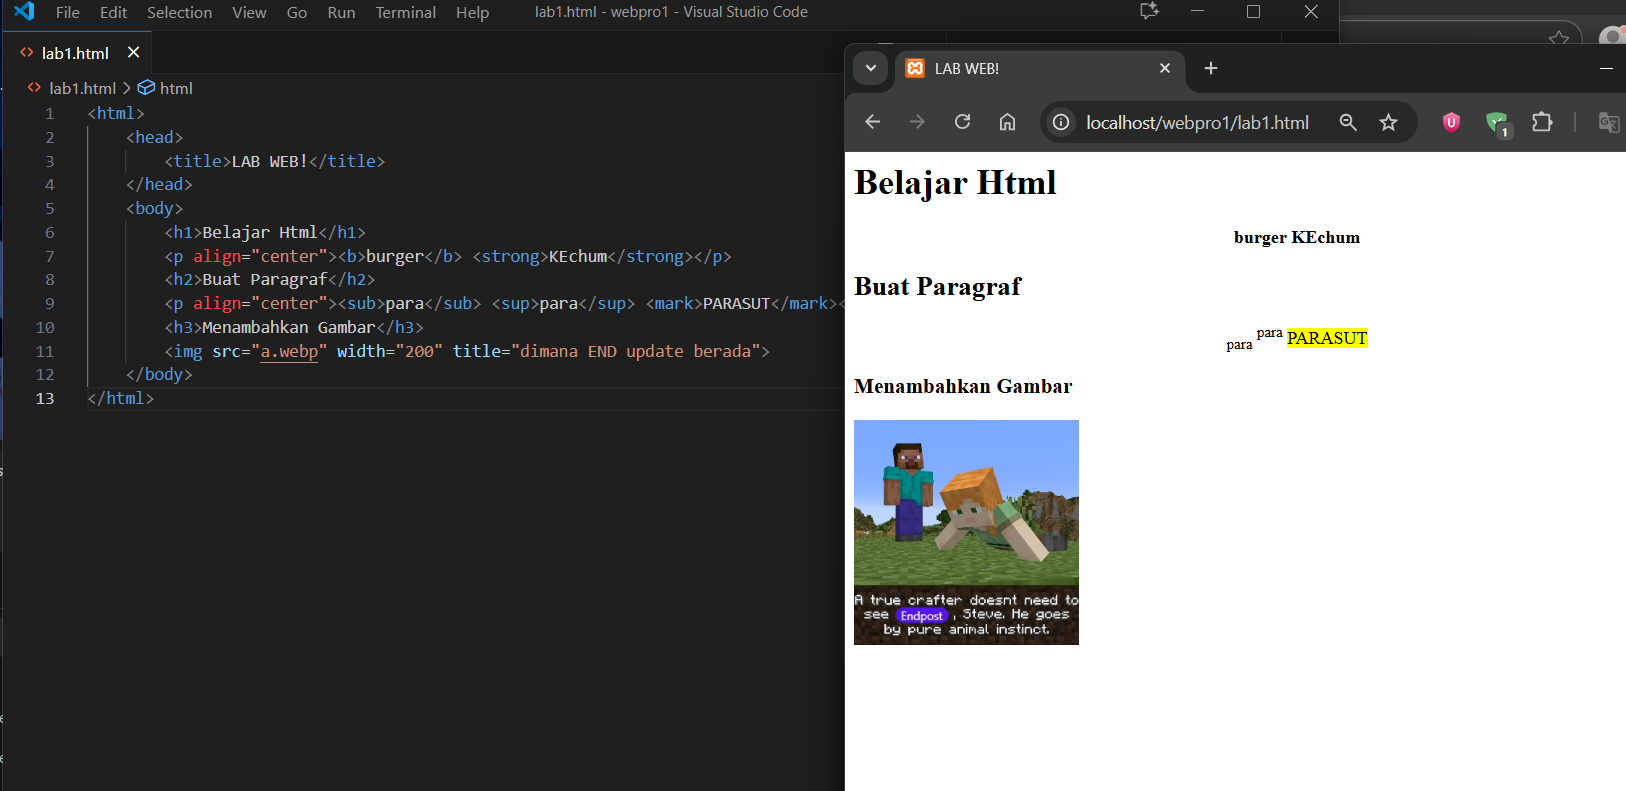 File Edit Selection View Go Run Terminal Help
lab1.html - webpro1 - Visual Studio Code
lab1.html
lab1.html > html
1 <html>
2 <head>
3 <title>LAB WEB!</title>
4 </head>
5 <body>
6 <h1>Belajar Html</h1>
7 <p align="center"><b>burger</b> <strong>KEchum</strong></p>
8 <h2>Buat Paragraf</h2>
9 <p align="center"><sub>para</sub> <sup>para</sup> <mark>PARASUT</mark><
10 <h3>Menambahkan Gambar</h3>
11 <img src="a.webp" width="200" title="dimana END update berada">
12 </body>
13 </html>
LAB WEB!
localhost/webpro1/lab1.html
1
Belajar Html
burger KEchum
Buat Paragraf
para para PARASUT
Menambahkan Gambar
A true crafter doesnt need to
see Endpost , Steve. He goes
by pure animal instinct.